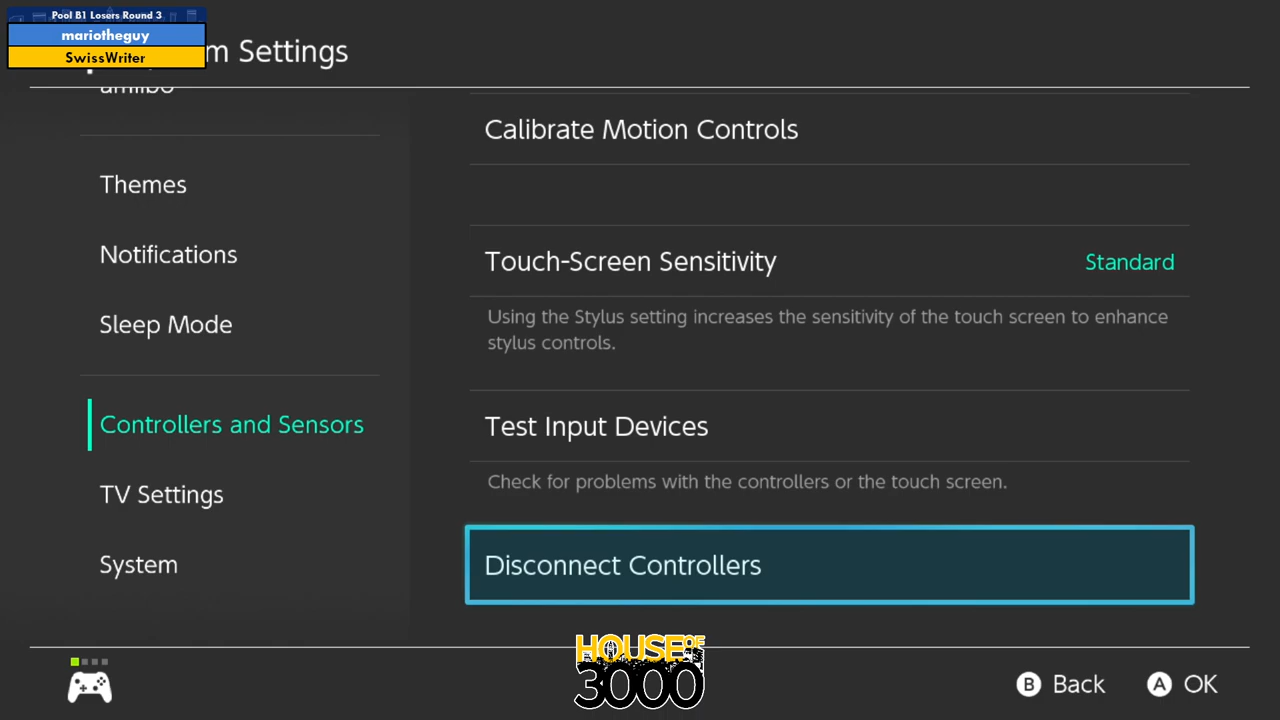 Pool B1 Losers Round 3
mariotheguy
SwissWriter
m Settings
amiibo
Themes
Notifications
Sleep Mode
Controllers and Sensors
TV Settings
System
Calibrate Motion Controls
Touch-Screen Sensitivity Standard
Using the Stylus setting increases the sensitivity of the touch screen to enhance
stylus controls.
Test Input Devices
Check for problems with the controllers or the touch screen.
Disconnect Controllers
HOUSE OF
3000
B Back A OK